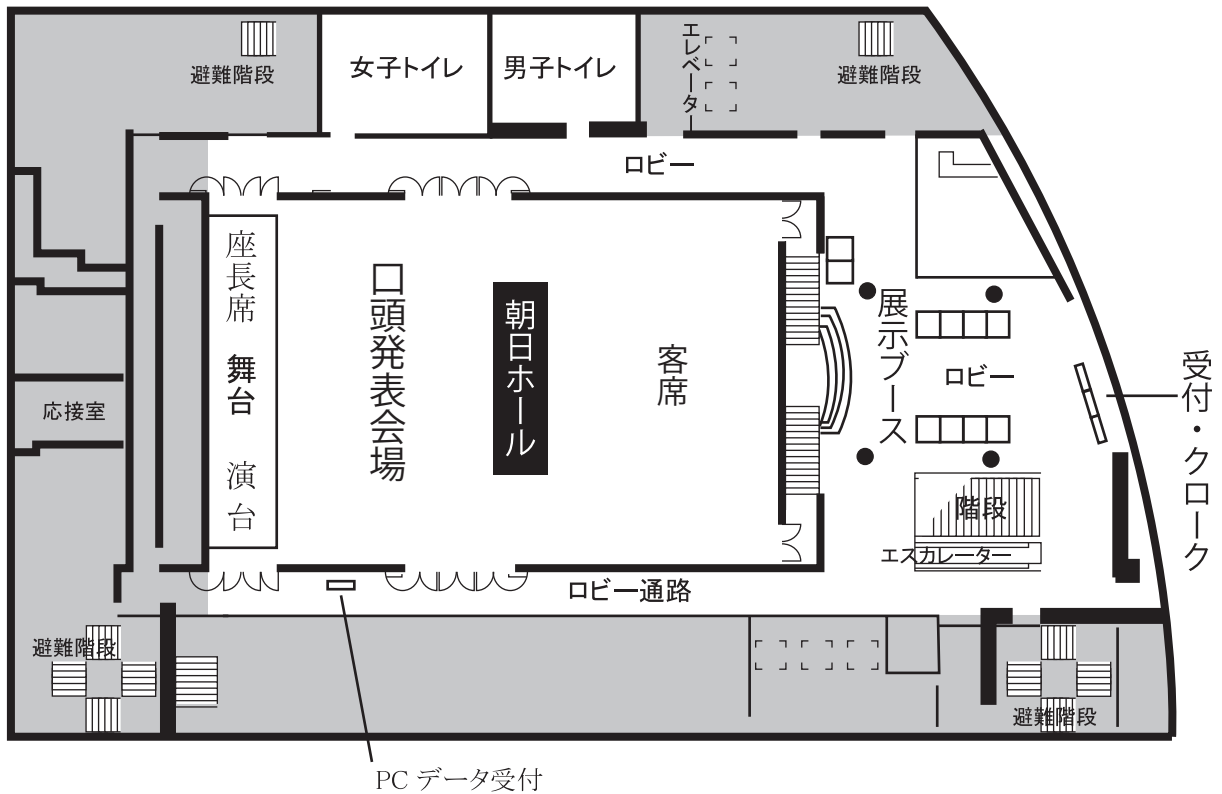 避難階段
女子トイレ
男子トイレ
エレベーター
避難階段
ロビー
座長席
舞台
演台
口頭発表会場
朝日ホール
客席
展示ブース
ロビー
受付・クローク
応接室
階段
エスカレーター
ロビー通路
避難階段
避難階段
PC データ受付